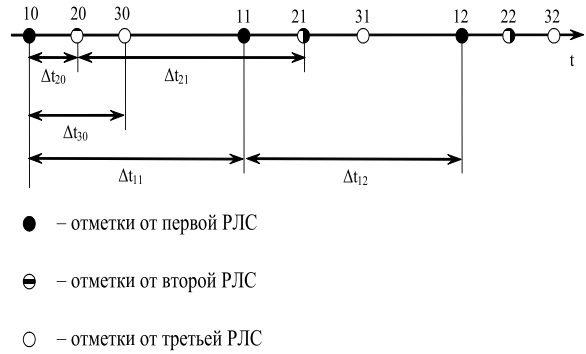 10 20 30 11 21 31 12 22 32
t
Δt20 Δt21
Δt30
Δt11 Δt12
– отметки от первой РЛС
– отметки от второй РЛС
– отметки от третьей РЛС